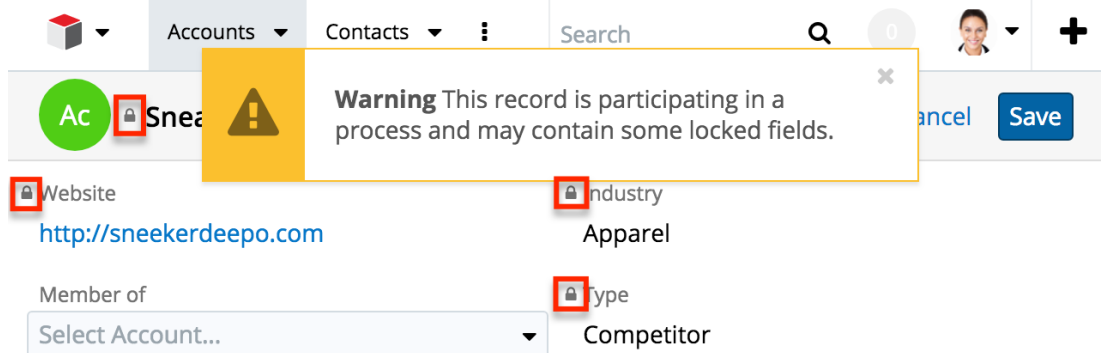 Accounts Contacts Search 0
Warning This record is participating in a
process and may contain some locked fields.
Ac Snea ancel Save
Website Industry
http://sneekerdeepo.com Apparel
Member of Type
Select Account... Competitor